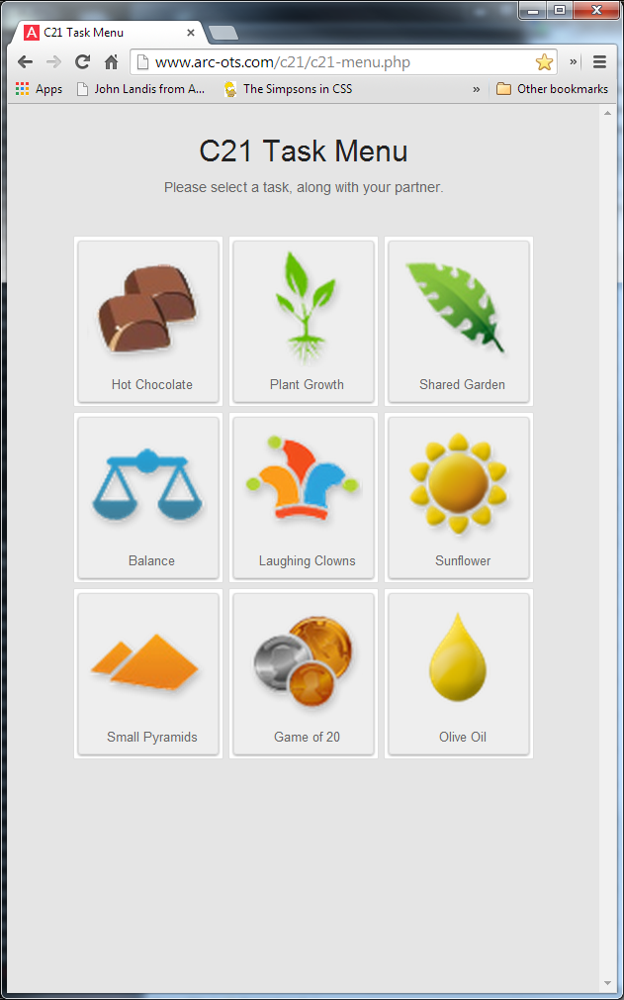 C21 Task Menu
www.arc-ots.com/c21/c21-menu.php
Apps John Landis from A... The Simpsons in CSS » Other bookmarks
C21 Task Menu
Please select a task, along with your partner.
Hot Chocolate Plant Growth Shared Garden
Balance Laughing Clowns Sunflower
Small Pyramids Game of 20 Olive Oil